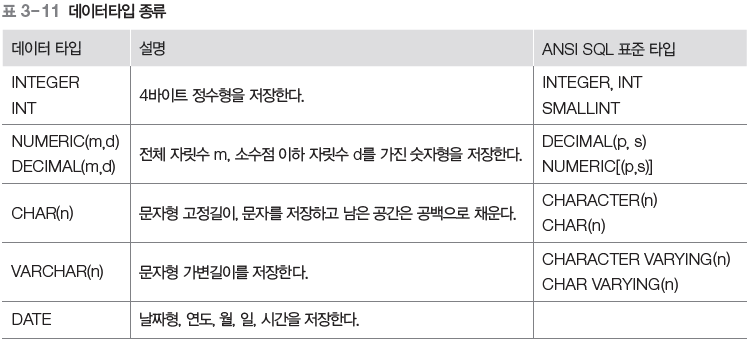 표 3-11 데이터타입 종류
데이터 타입 설명 ANSI SQL 표준 타입
INTEGER
INT
4바이트 정수형을 저장한다.
INTEGER, INT
SMALLINT
NUMERIC(m,d)
DECIMAL(m,d)
전체 자릿수 m, 소수점 이하 자릿수 d를 가진 숫자형을 저장한다.
DECIMAL(p, s)
NUMERIC[(p,s)]
CHAR(n)
문자형 고정길이, 문자를 저장하고 남은 공간은 공백으로 채운다.
CHARACTER(n)
CHAR(n)
VARCHAR(n)
문자형 가변길이를 저장한다.
CHARACTER VARYING(n)
CHAR VARYING(n)
DATE
날짜형, 연도, 월, 일, 시간을 저장한다.